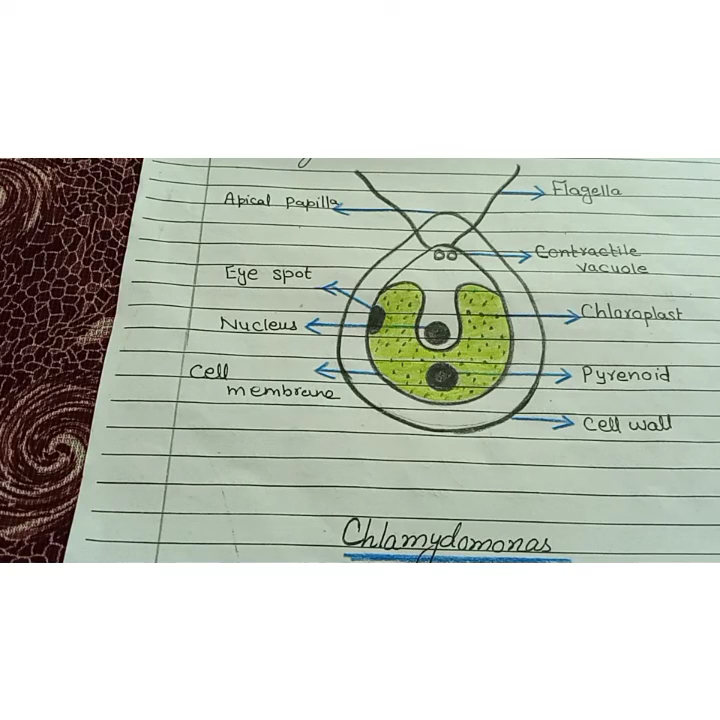 Apical papilla
Flagella
Contractile
vacuole
Eye spot
Chloroplast
Nucleus
Cell
membrane
Pyrenoid
Cell wall
Chlamydomonas